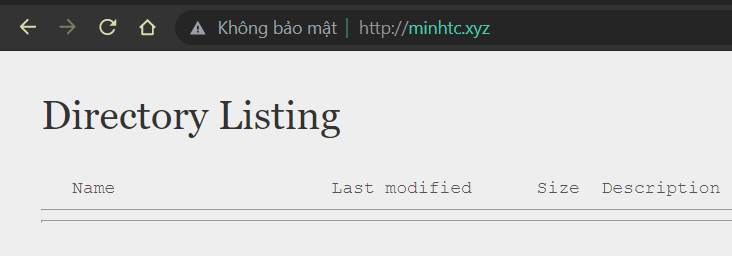 Không bảo mật | http://minhtc.xyz
Directory Listing
Name Last modified Size Description